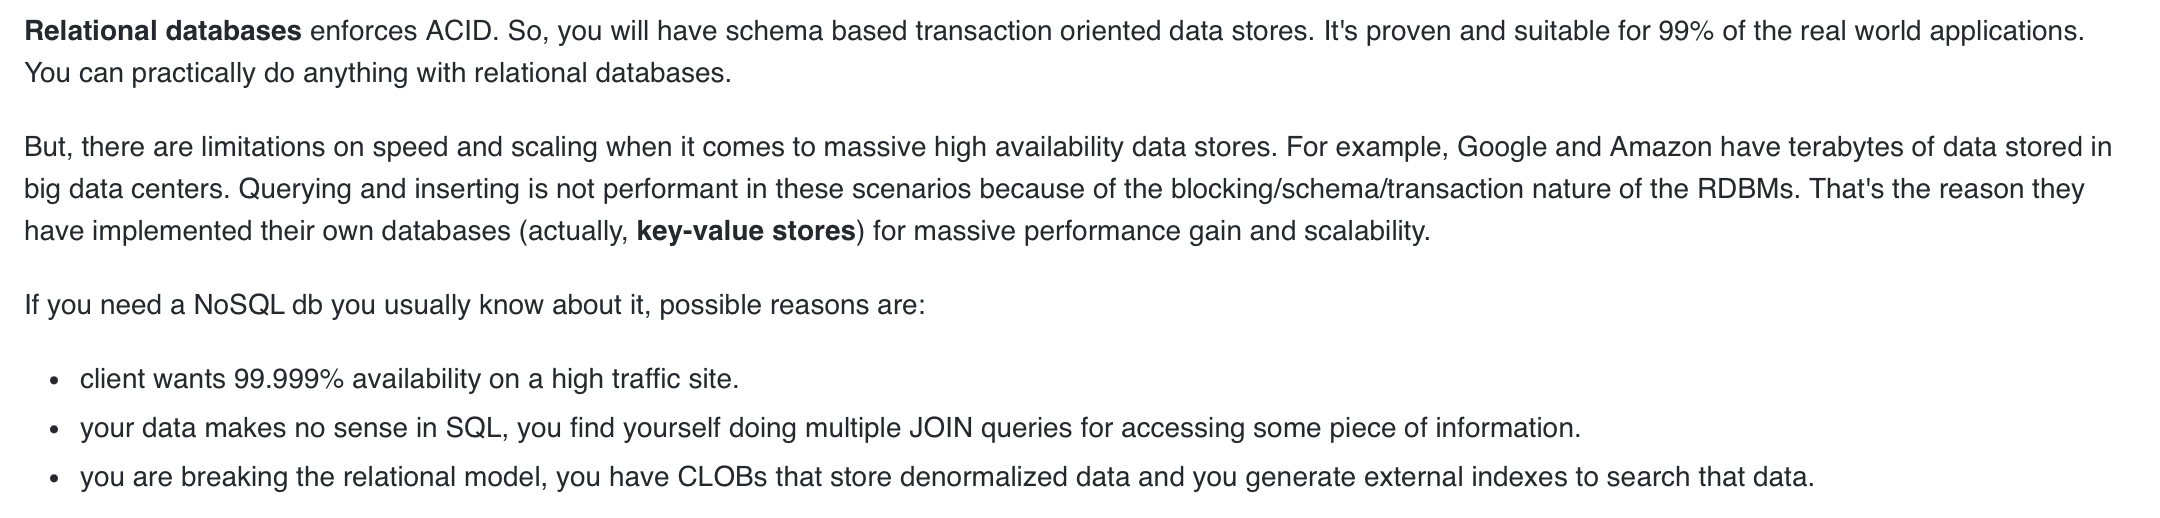 Relational databases enforces ACID. So, you will have schema based transaction oriented data stores. It's proven and suitable for 99% of the real world applications.
You can practically do anything with relational databases.
But, there are limitations on speed and scaling when it comes to massive high availability data stores. For example, Google and Amazon have terabytes of data stored in
big data centers. Querying and inserting is not performant in these scenarios because of the blocking/schema/transaction nature of the RDBMs. That's the reason they
have implemented their own databases (actually, key-value stores) for massive performance gain and scalability.
If you need a NoSQL db you usually know about it, possible reasons are:
• client wants 99.999% availability on a high traffic site.
• your data makes no sense in SQL, you find yourself doing multiple JOIN queries for accessing some piece of information.
• you are breaking the relational model, you have CLOBs that store denormalized data and you generate external indexes to search that data.